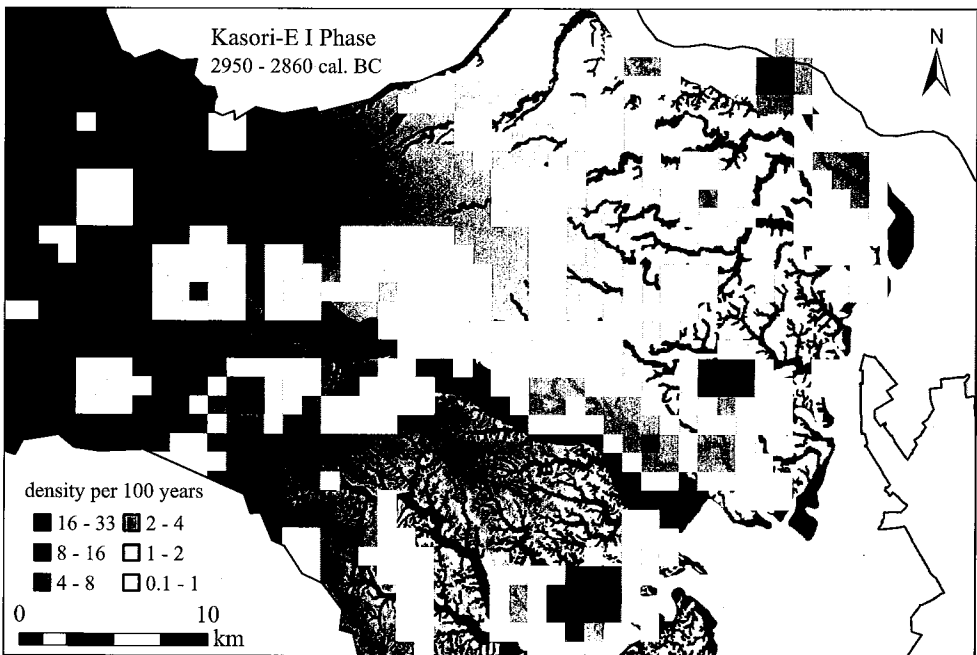 Kasori-E I Phase
2950 - 2860 cal. BC
N
density per 100 years
16 - 33 2 - 4
8 - 16 1 - 2
4 - 8 0.1 - 1
0 10
km